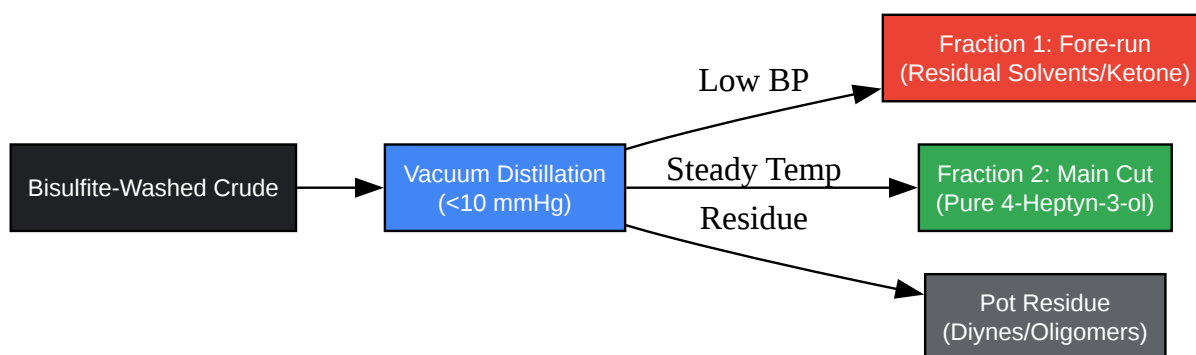 Bisulfite-Washed Crude
Vacuum Distillation
(<10 mmHg)
Low BP
Steady Temp
Residue
Fraction 1: Fore-run
(Residual Solvents/Ketone)
Fraction 2: Main Cut
(Pure 4-Heptyn-3-ol)
Pot Residue
(Diynes/Oligomers)